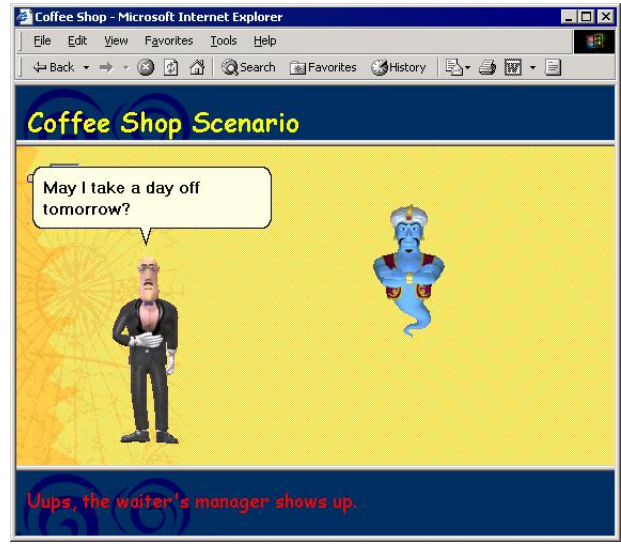 Coffee Shop - Microsoft Internet Explorer
File Edit View Favorites Tools Help
Back Search Favorites History
Coffee Shop Scenario
May I take a day off
tomorrow?
Uups, the waiter's manager shows up.